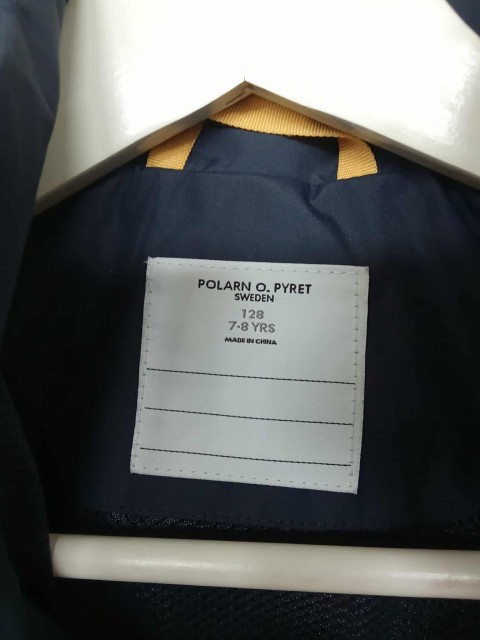 POLARN O. PYRET
SWEDEN
128
7-8 YRS
MADE IN CHINA